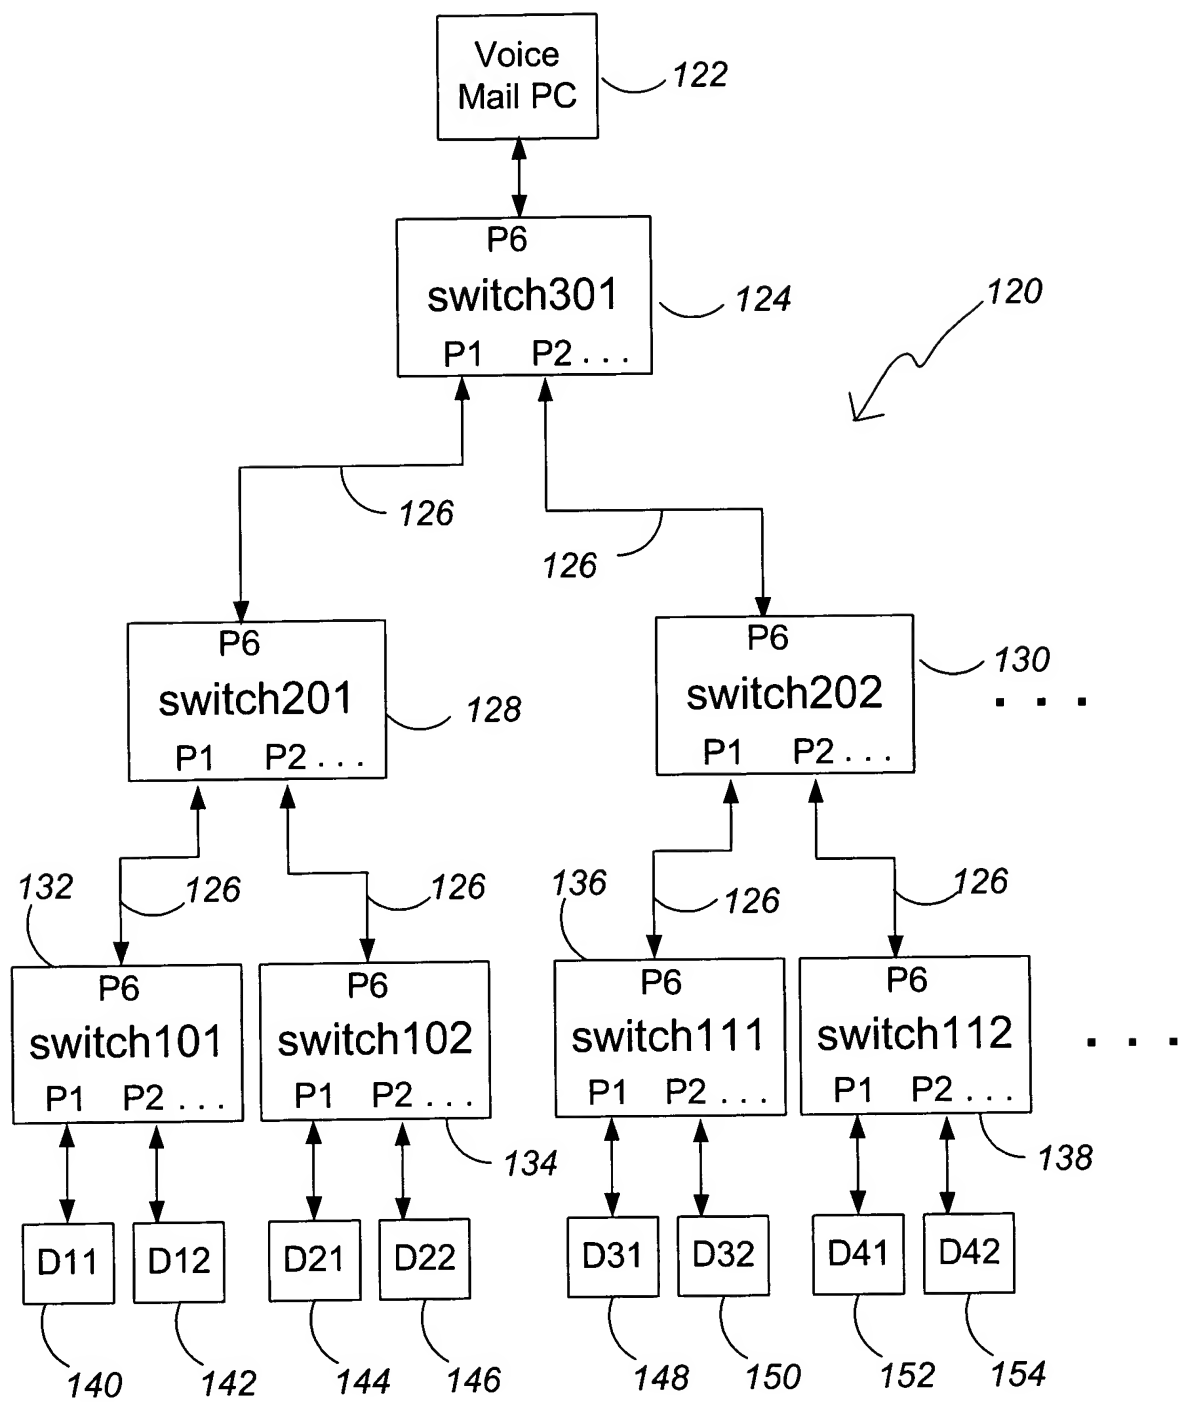 Voice
Mail PC
122
P6
switch301
P1 P2 . . .
124
120
126
126
P6
switch201
P1 P2 . . .
128
P6
switch202
P1 P2 . . .
130
. . .
132
126
126
136
126
126
P6
switch101
P1 P2 . . .
P6
switch102
P1 P2 . . .
134
P6
switch111
P1 P2 . . .
P6
switch112
P1 P2 . . .
138
. . .
D11
D12
D21
D22
D31
D32
D41
D42
140
142
144
146
148
150
152
154